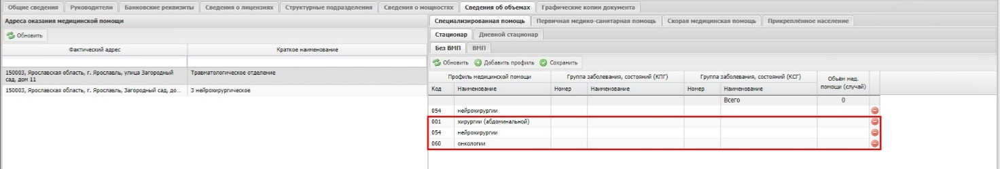 Общие сведения Руководители Банковские реквизиты Сведения о лицензиях Структурные подразделения Сведения о мощностях Сведения об объемах Графические копии документа
Адреса оказания медицинской помощи
Обновить
Фактический адрес Краткое наименование
150003, Ярославская область, г. Ярославль, улица Загородный сад, дом 11 Травматологическое отделение
150003, Ярославская область, г. Ярославль, Загородный сад, до... 3 нейрохирургическое
Специализированная помощь Первичная медико-санитарная помощь Скорая медицинская помощь Прикреплённое население
Стационар Дневной стационар
Без ВМП ВМП
Обновить Добавить профиль Сохранить
Профиль медицинской помощи Группа заболевания, состояний (КПГ) Группа заболевания, состояний (КСГ) Объём мед. помощи (случай)
Код Наименование Номер Наименование Номер Наименование
Всего 0
054 нейрохирургии
001 хирургии (абдоминальной)
054 нейрохирургии
060 онкологии